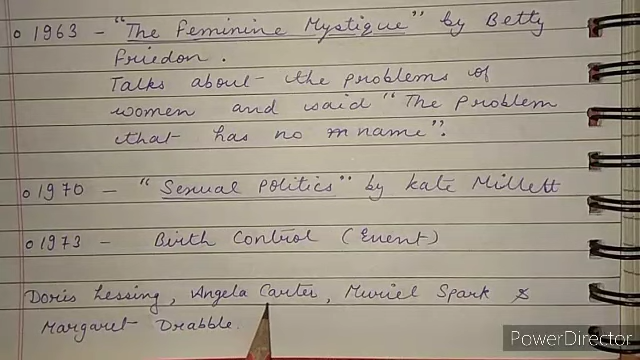 o 1963 - "The Feminine Mystique" by Betty
Friedon.
Talks about the problems of
women and said "The problem
that has no name".
o 1970 - "Sexual Politics" by Kate Millett
o 1973 - Birth Control (Event)
Doris Lessing, Angela Carter, Muriel Spark &
Margaret Drabble.
PowerDirector